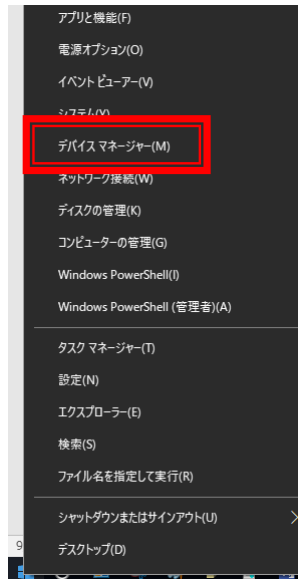 アプリと機能(F)
電源オプション(O)
イベント ビューアー(V)
システム(Y)
デバイス マネージャー(M)
ネットワーク接続(W)
ディスクの管理(K)
コンピューターの管理(G)
Windows PowerShell(I)
Windows PowerShell (管理者)(A)
タスク マネージャー(T)
設定(N)
エクスプローラー(E)
検索(S)
ファイル名を指定して実行(R)
シャットダウンまたはサインアウト(U)
9
デスクトップ(D)